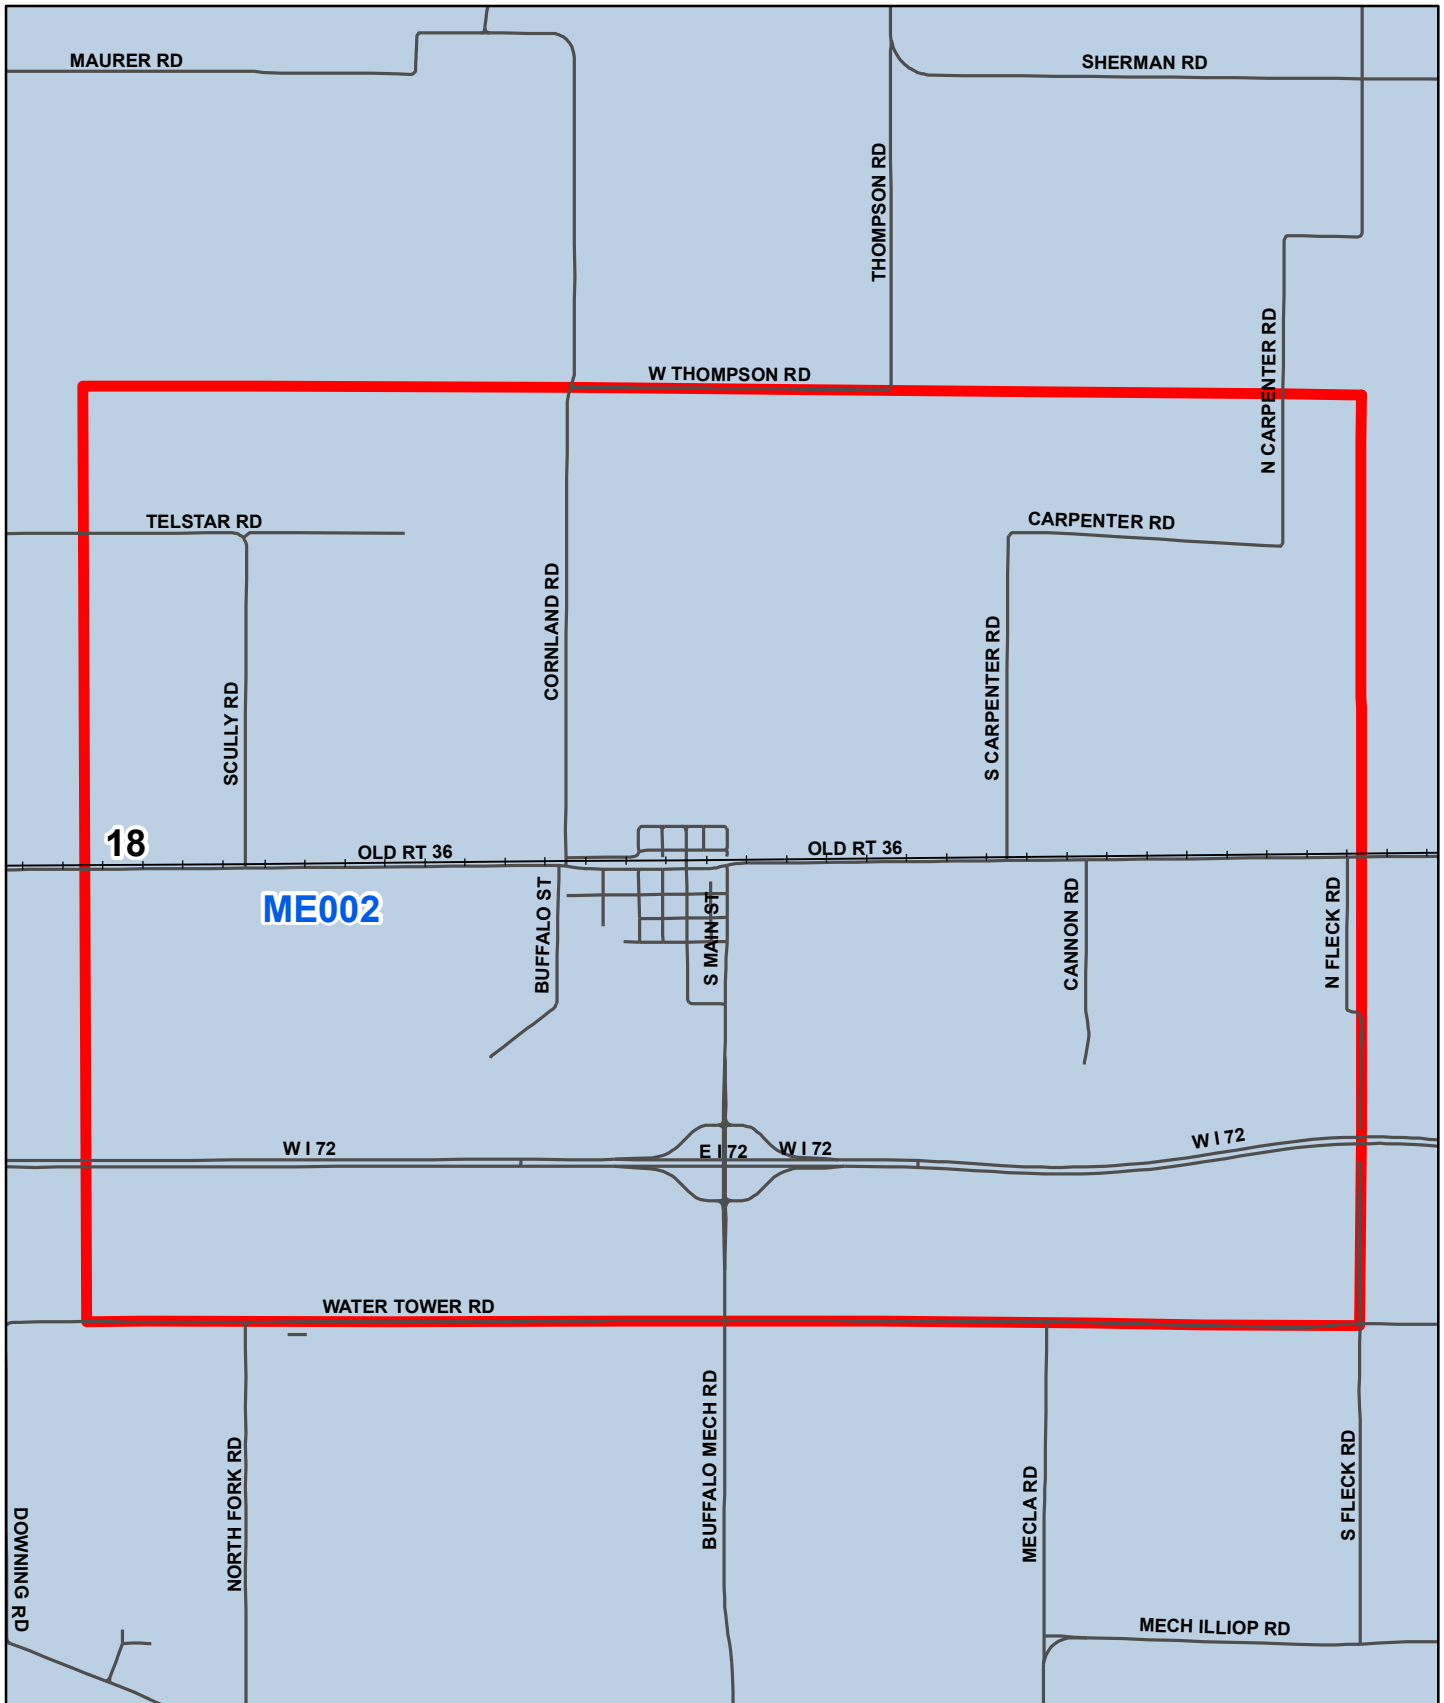 MAURER RD
SHERMAN RD
THOMPSON RD
N CARPENTER RD
W THOMPSON RD
TELSTAR RD
CARPENTER RD
CORNLAND RD
S CARPENTER RD
SCULLY RD
18
OLD RT 36
OLD RT 36
ME002
BUFFALO ST
S MAIN ST
CANNON RD
N FLECK RD
W I 72
E I 72
W I 72
W I 72
WATER TOWER RD
BUFFALO MECH RD
NORTH FORK RD
MECLA RD
S FLECK RD
DOWNING RD
MECH ILLIOP RD